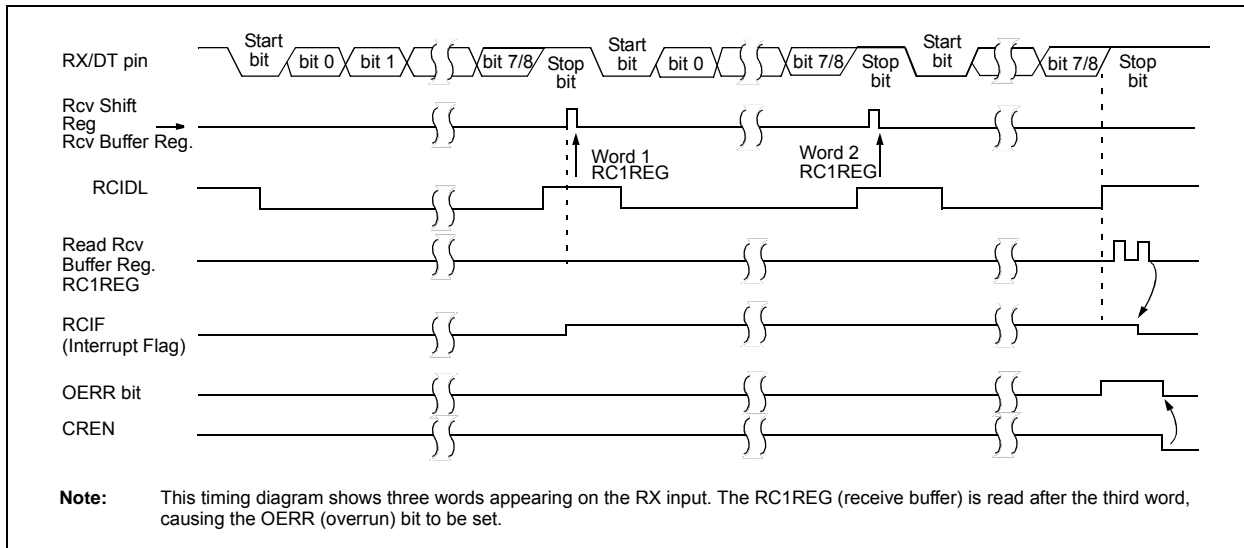 RX/DT pin
Start
bit
bit 0
bit 1
bit 7/8
Stop
bit
Start
bit
bit 0
bit 7/8
Stop
bit
Start
bit
bit 7/8
Stop
bit
Rcv Shift
Reg
Rcv Buffer Reg.
Word 1
RC1REG
Word 2
RC1REG
RCIDL
Read Rcv
Buffer Reg.
RC1REG
RCIF
(Interrupt Flag)
OERR bit
CREN
Note: This timing diagram shows three words appearing on the RX input. The RC1REG (receive buffer) is read after the third word,
causing the OERR (overrun) bit to be set.